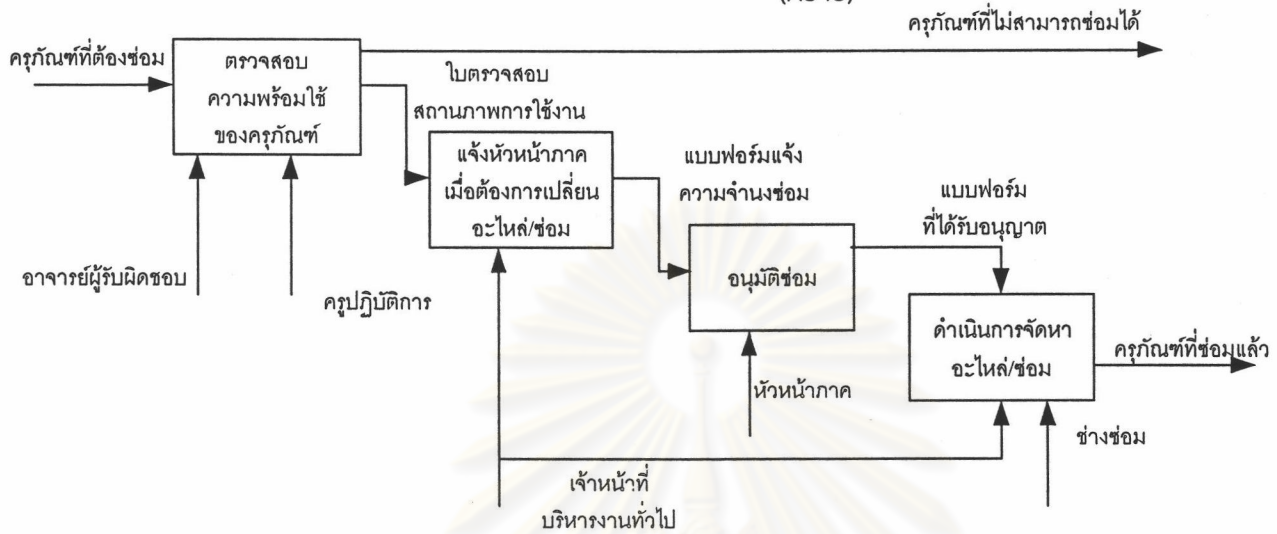 ครุภัณฑ์ที่ไม่สามารถซ่อมได้
ครุภัณฑ์ที่ต้องซ่อม
ตรวจสอบ
ความพร้อมใช้
ของครุภัณฑ์
ใบตรวจสอบ
สถานภาพการใช้งาน
แจ้งหัวหน้าภาค
เมื่อต้องการเปลี่ยน
อะไหล่/ซ่อม
แบบฟอร์มแจ้ง
ความจำนงซ่อม
แบบฟอร์ม
ที่ได้รับอนุญาต
อาจารย์ผู้รับผิดชอบ
ครูปฏิบัติการ
อนุมัติซ่อม
ดำเนินการจัดหา
อะไหล่/ซ่อม
ครุภัณฑ์ที่ซ่อมแล้ว
หัวหน้าภาค
ช่างซ่อม
เจ้าหน้าที่
บริหารงานทั่วไป